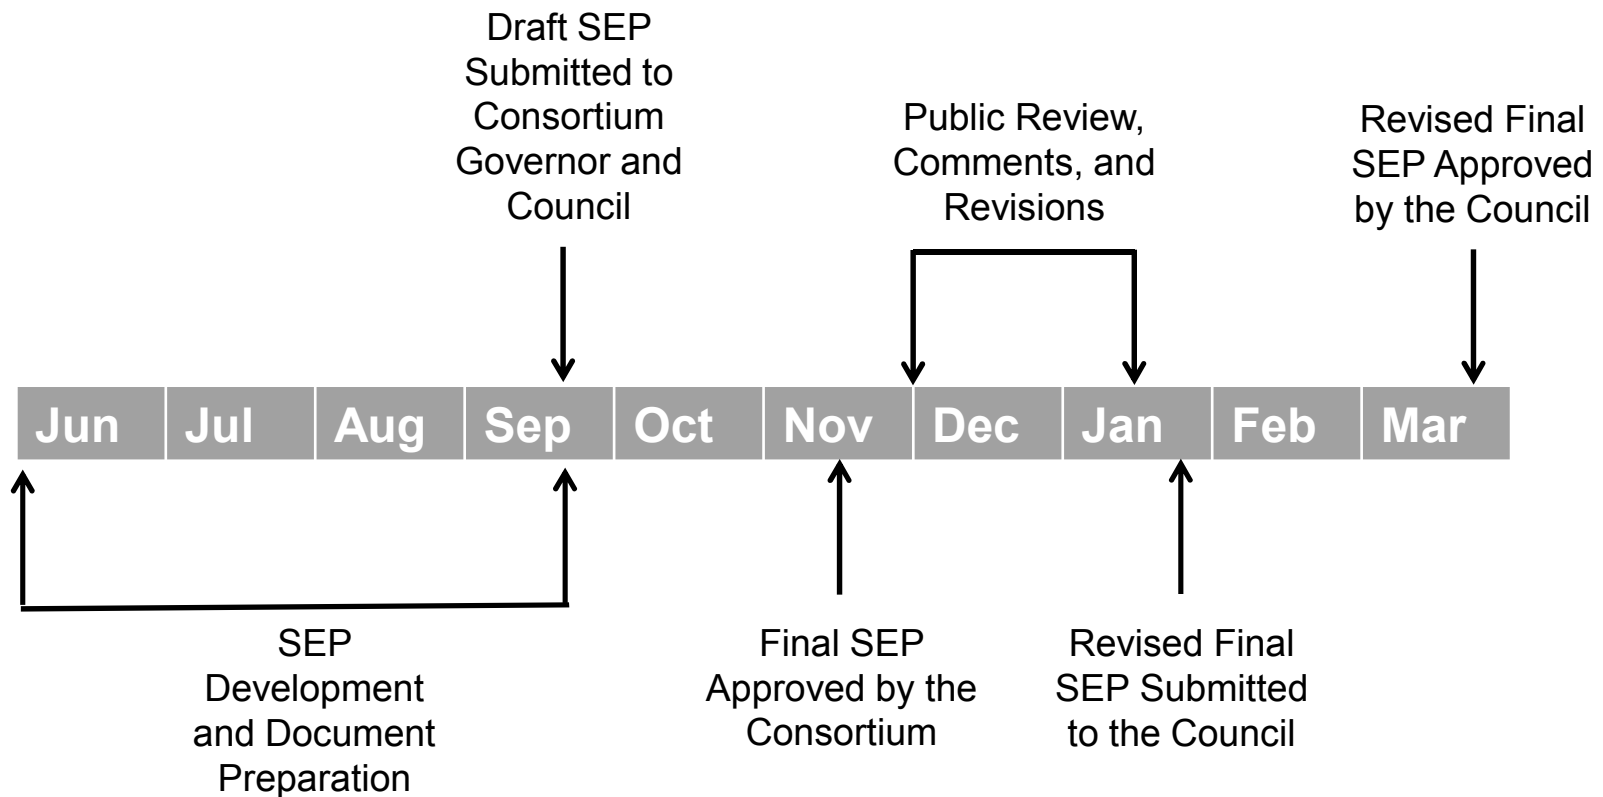 Draft SEP
Submitted to
Consortium
Governor and
Council
Public Review,
Comments, and
Revisions
Revised Final
SEP Approved
by the Council
Jun Jul Aug Sep Oct Nov Dec Jan Feb Mar
SEP
Development
and Document
Preparation
Final SEP
Approved by the
Consortium
Revised Final
SEP Submitted
to the Council